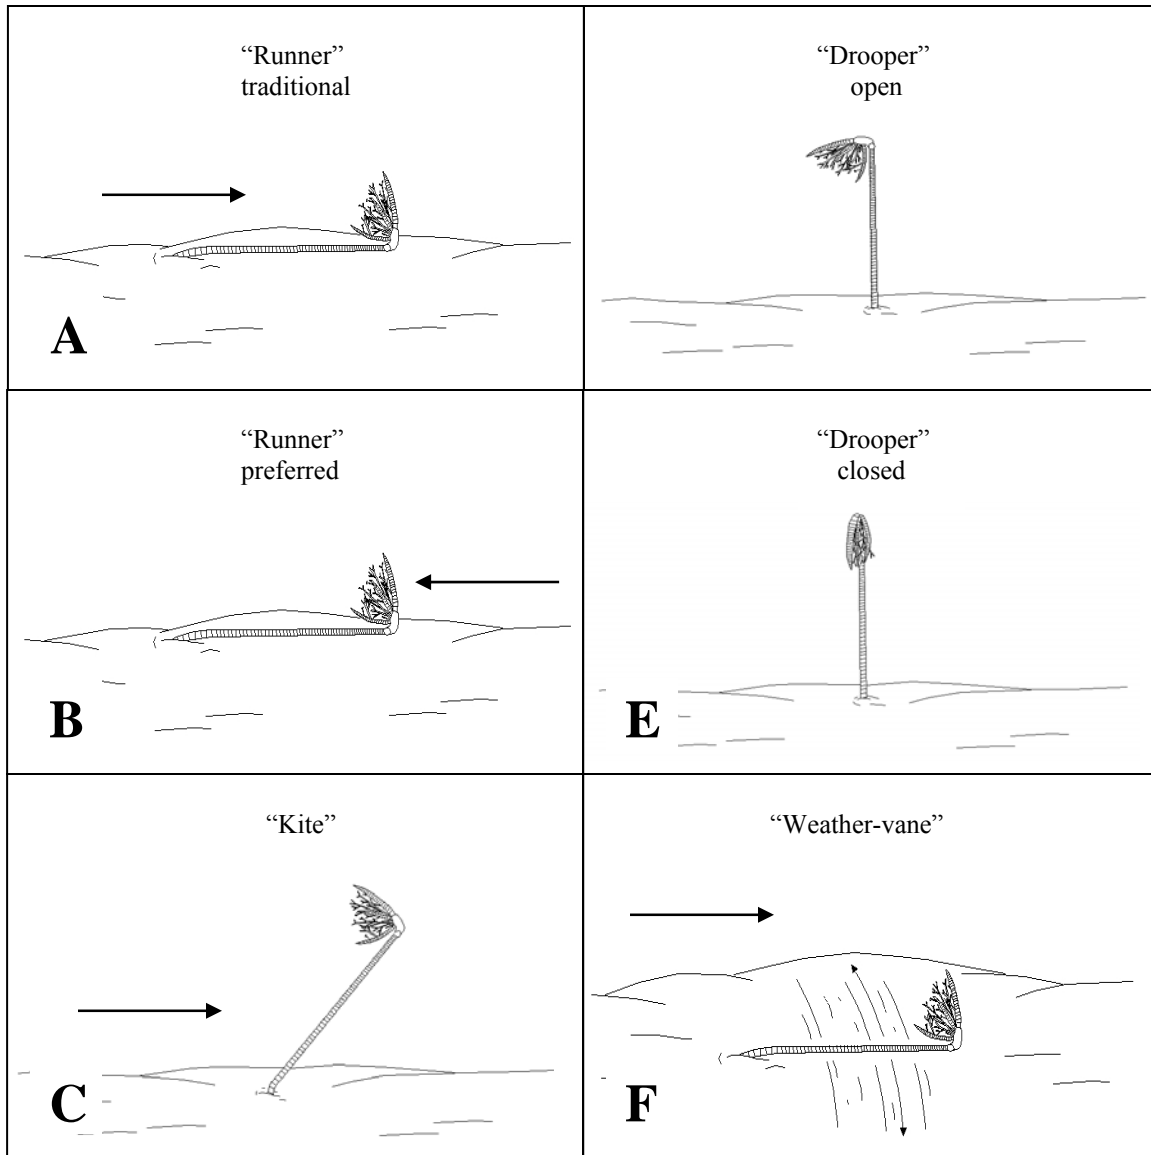 “Runner”
traditional
A
“Drooper”
open
“Runner”
preferred
B
“Drooper”
closed
E
“Kite”
C
“Weather-vane”
F